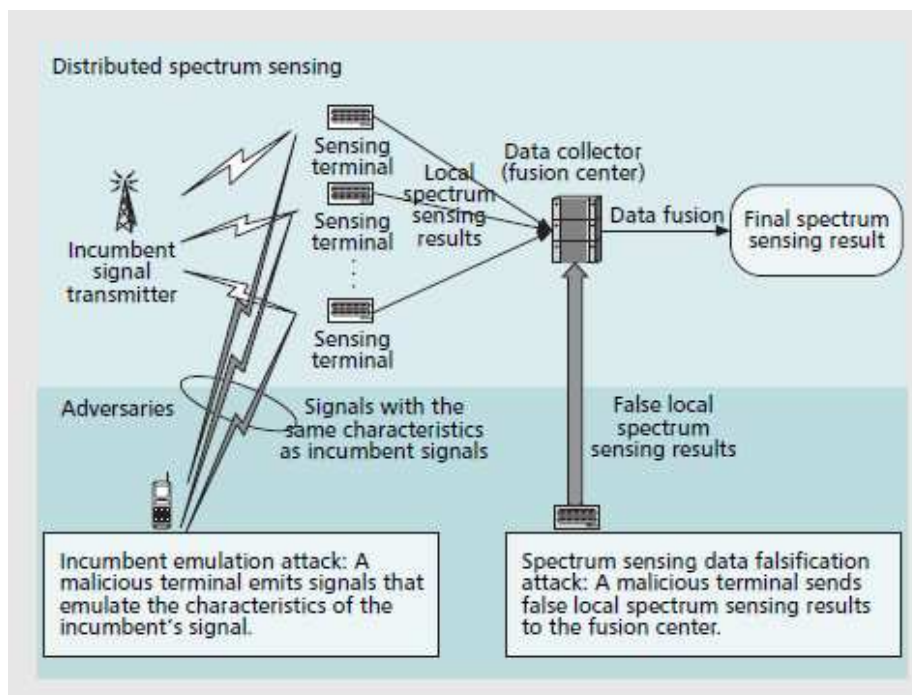 Distributed spectrum sensing
Sensing
terminal
Sensing
terminal
Sensing
terminal
Incumbent
signal
transmitter
Local
spectrum
sensing
results
Data collector
(fusion center)
Data fusion
Final spectrum
sensing result
Adversaries
Signals with the
same characteristics
as incumbent signals
False local
spectrum
sensing results
Incumbent emulation attack: A
malicious terminal emits signals that
emulate the characteristics of the
incumbent's signal.
Spectrum sensing data falsification
attack: A malicious terminal sends
false local spectrum sensing results
to the fusion center.